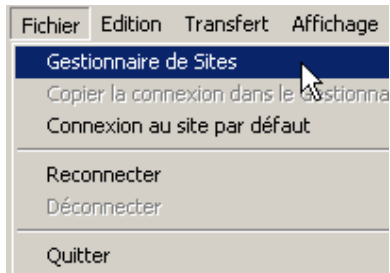 Fichier Edition Transfert Affichage
Gestionnaire de Sites
Copier la connexion dans le Gestionna
Connexion au site par défaut
Reconnecter
Déconnecter
Quitter